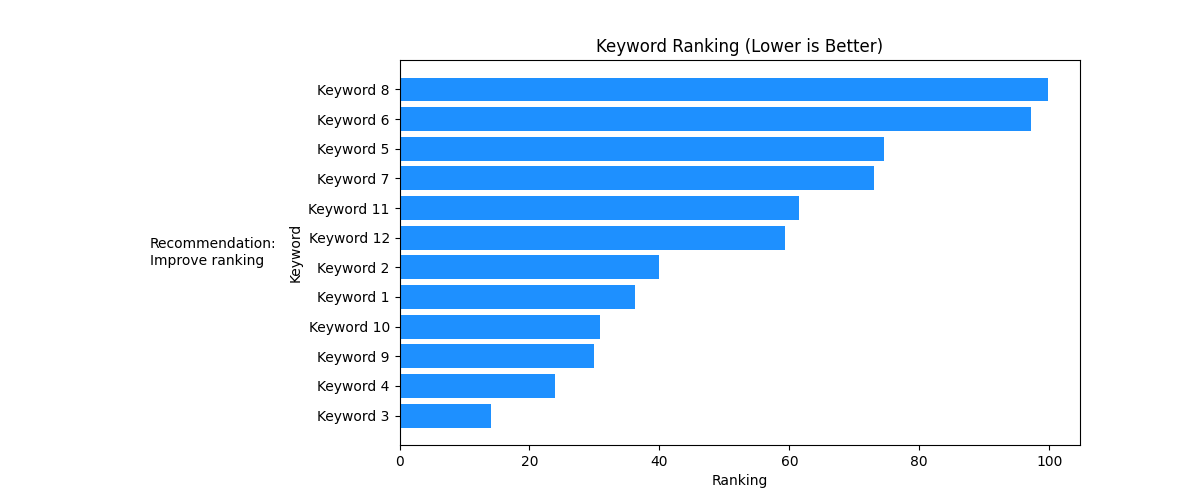 Keyword Ranking (Lower is Better)
Recommendation:
Improve ranking
Keyword
Keyword 8
Keyword 6
Keyword 5
Keyword 7
Keyword 11
Keyword 12
Keyword 2
Keyword 1
Keyword 10
Keyword 9
Keyword 4
Keyword 3
0 20 40 60 80 100
Ranking